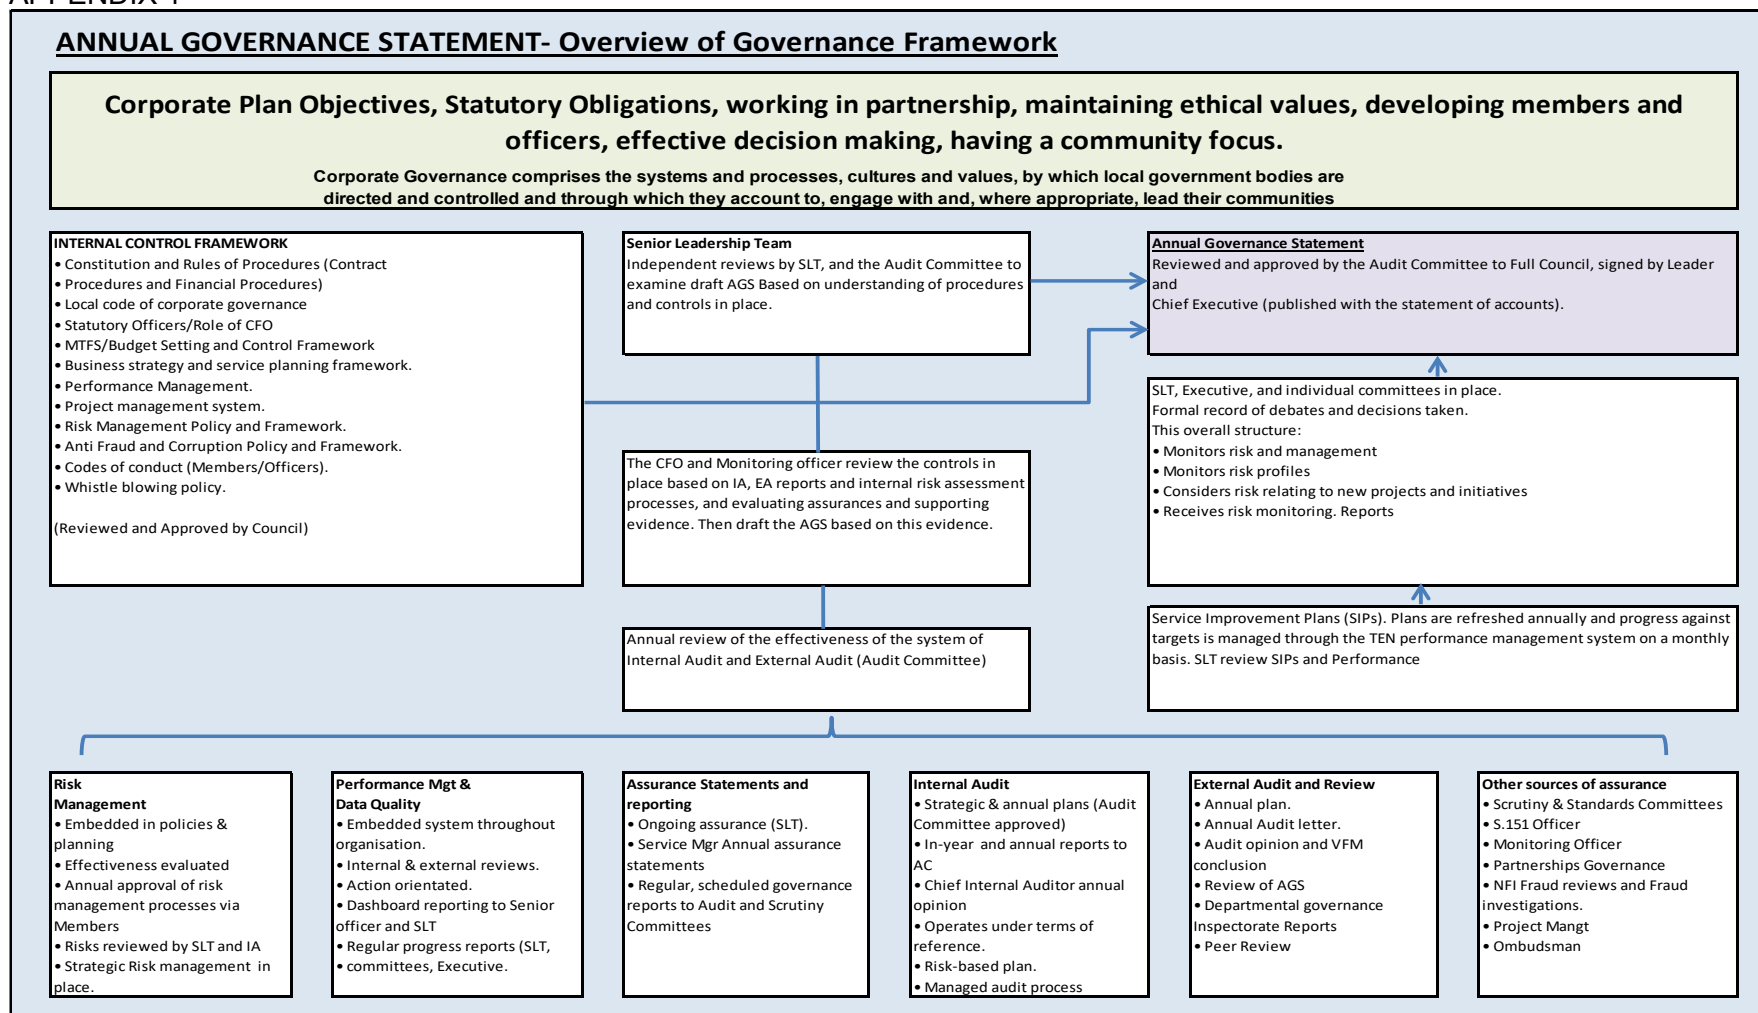 ANNUAL GOVERNANCE STATEMENT- Overview of Governance Framework
Corporate Plan Objectives, Statutory Obligations, working in partnership, maintaining ethical values, developing members and
officers, effective decision making, having a community focus.
Corporate Governance comprises the systems and processes, cultures and values, by which local government bodies are
directed and controlled and through which they account to, engage with and, where appropriate, lead their communities
INTERNAL CONTROL FRAMEWORK
• Constitution and Rules of Procedures (Contract
• Procedures and Financial Procedures)
• Local code of corporate governance
• Statutory Officers/Role of CFO
• MTFS/Budget Setting and Control Framework
• Business strategy and service planning framework.
• Performance Management.
• Project management system.
• Risk Management Policy and Framework.
• Anti Fraud and Corruption Policy and Framework.
• Codes of conduct (Members/Officers).
• Whistle blowing policy.
(Reviewed and Approved by Council)
Senior Leadership Team
Independent reviews by SLT, and the Audit Committee to
examine draft AGS Based on understanding of procedures
and controls in place.
The CFO and Monitoring officer review the controls in
place based on IA, EA reports and internal risk assessment
processes, and evaluating assurances and supporting
evidence. Then draft the AGS based on this evidence.
Annual review of the effectiveness of the system of
Internal Audit and External Audit (Audit Committee)
Annual Governance Statement
Reviewed and approved by the Audit Committee to Full Council, signed by Leader
and
Chief Executive (published with the statement of accounts).
SLT, Executive, and individual committees in place.
Formal record of debates and decisions taken.
This overall structure:
• Monitors risk and management
• Monitors risk profiles
• Considers risk relating to new projects and initiatives
• Receives risk monitoring. Reports
Service Improvement Plans (SIPs). Plans are refreshed annually and progress against
targets is managed through the TEN performance management system on a monthly
basis. SLT review SIPs and Performance
Risk
Management
• Embedded in policies &
planning
• Effectiveness evaluated
• Annual approval of risk
management processes via
Members
• Risks reviewed by SLT and IA
• Strategic Risk management in
place.
Performance Mgt &
Data Quality
• Embedded system throughout
organisation.
• Internal & external reviews.
• Action orientated.
• Dashboard reporting to Senior
officer and SLT
• Regular progress reports (SLT,
• committees, Executive.
Assurance Statements and
reporting
• Ongoing assurance (SLT).
• Service Mgr Annual assurance
statements
• Regular, scheduled governance
reports to Audit and Scrutiny
Committees
Internal Audit
• Strategic & annual plans (Audit
Committee approved)
• In-year and annual reports to
AC
• Chief Internal Auditor annual
opinion
• Operates under terms of
reference.
• Risk-based plan.
• Managed audit process
External Audit and Review
• Annual plan.
• Annual Audit letter.
• Audit opinion and VFM
conclusion
• Review of AGS
• Departmental governance
Inspectorate Reports
• Peer Review
Other sources of assurance
• Scrutiny & Standards Committees
• S.151 Officer
• Monitoring Officer
• Partnerships Governance
• NFI Fraud reviews and Fraud
investigations.
• Project Mangt
• Ombudsman